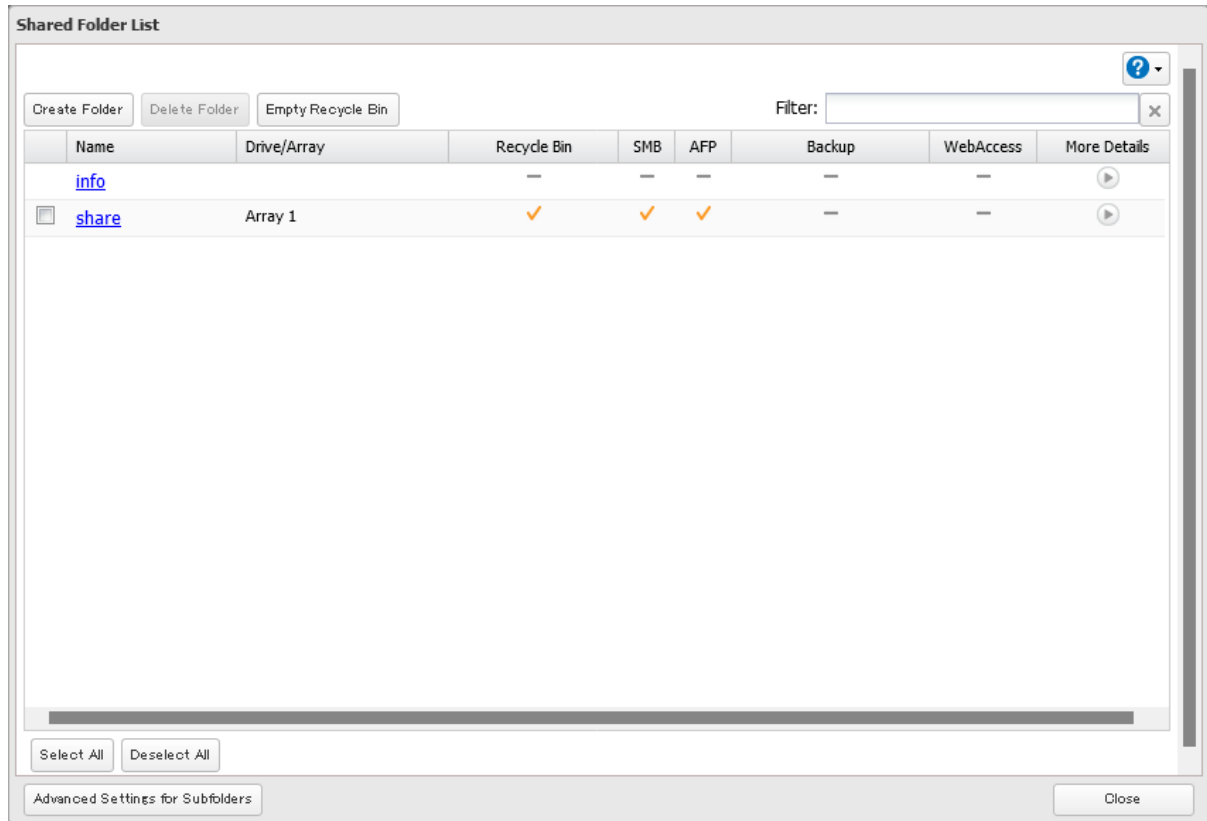 Shared Folder List
Create Folder Delete Folder Empty Recycle Bin Filter:
Name Drive/Array Recycle Bin SMB AFP Backup WebAccess More Details
info
share Array 1
Select All Deselect All
Advanced Settings for Subfolders Close